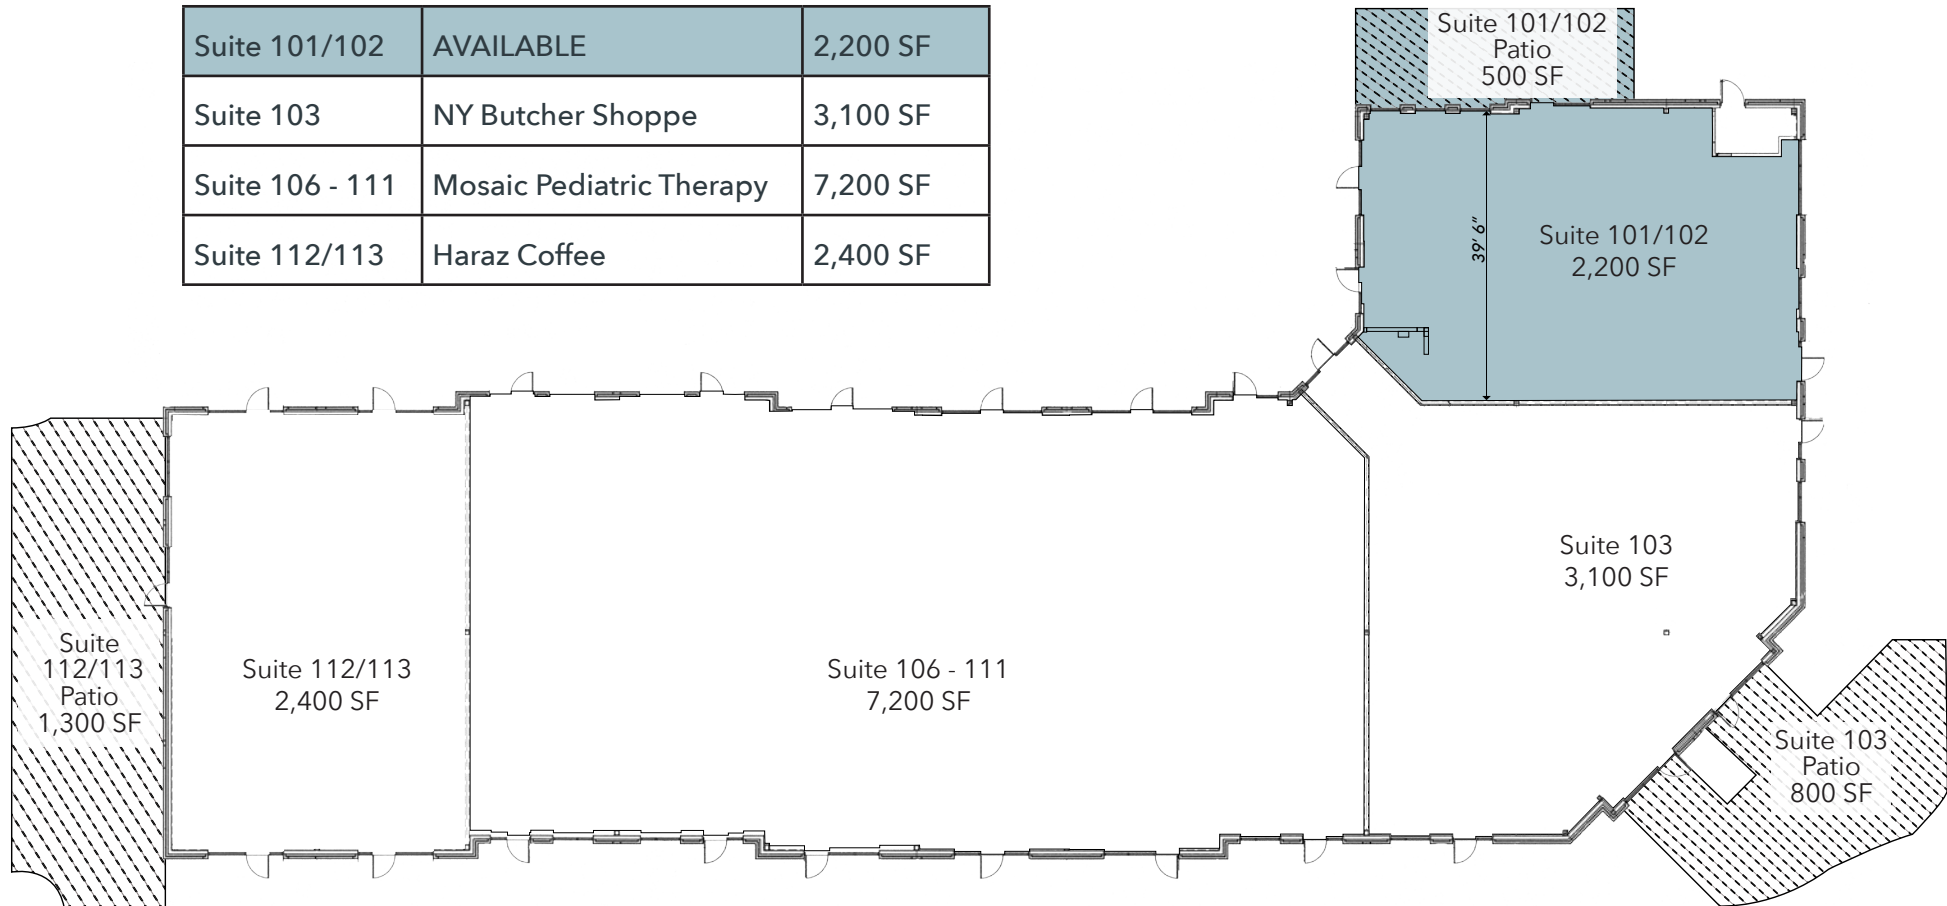 Suite 101/102 AVAILABLE 2,200 SF
Suite 103 NY Butcher Shoppe 3,100 SF
Suite 106 - 111 Mosaic Pediatric Therapy 7,200 SF
Suite 112/113 Haraz Coffee 2,400 SF
Suite 101/102
Patio
500 SF
39' 6"
Suite 101/102
2,200 SF
Suite 103
3,100 SF
Suite
112/113
Patio
1,300 SF
Suite 112/113
2,400 SF
Suite 106 - 111
7,200 SF
Suite 103
Patio
800 SF